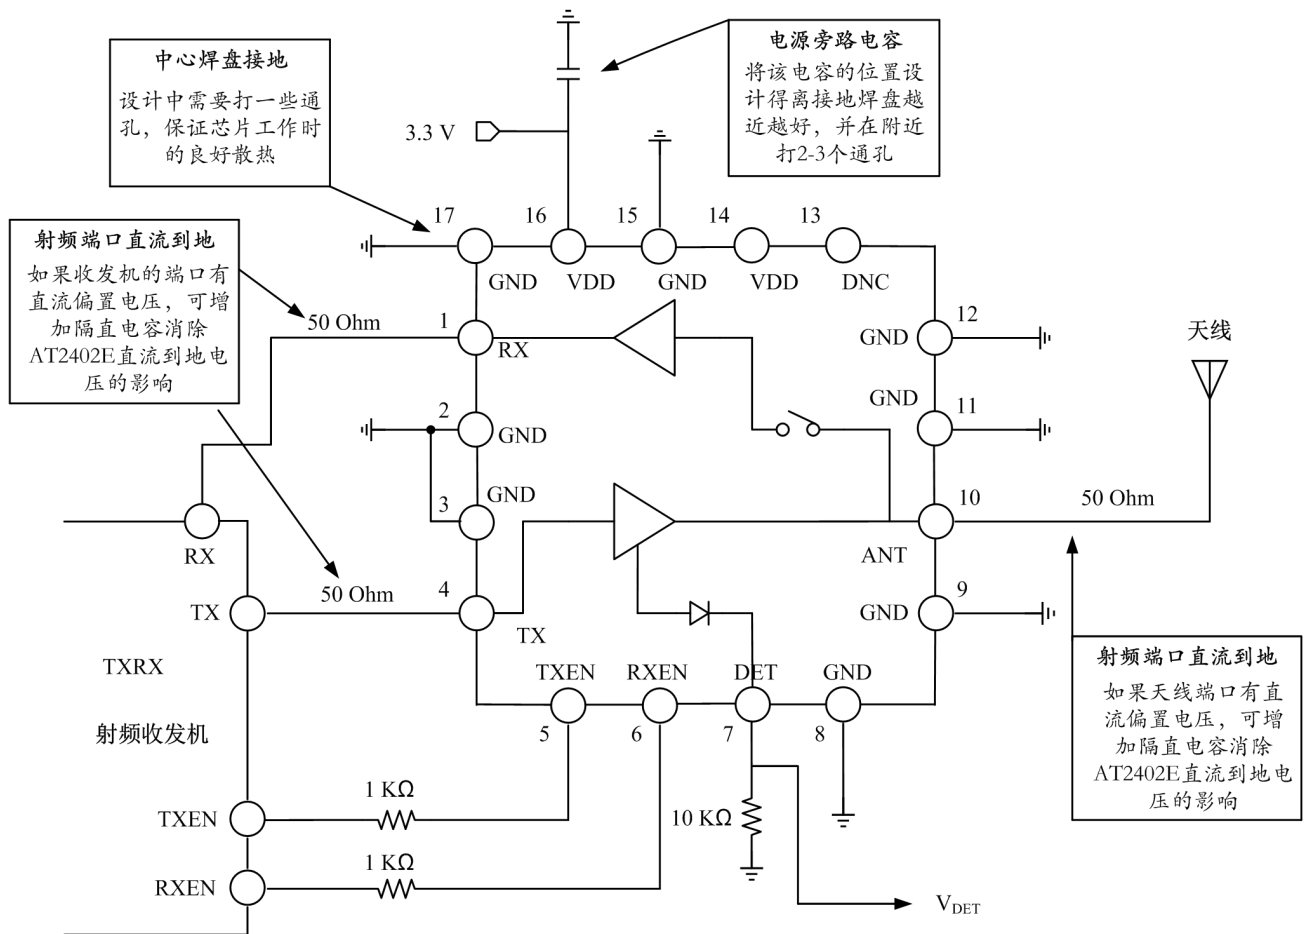 中心焊盘接地
设计中需要打一些通
孔，保证芯片工作时
的良好散热
电源旁路电容
将该电容的位置设
计得离接地焊盘越
近越好，并在附近
打2-3个通孔
3.3 V
17
16
15
14
13
GND
VDD
GND
VDD
DNC
射频端口直流到地
如果收发机的端口有
直流偏置电压，可增
加隔直电容消除
AT2402E直流到地电
压的影响
50 Ohm
1
RX
12
GND
天线
2
GND
GND
11
3
GND
10
50 Ohm
ANT
RX
50 Ohm
4
TX
TX
9
GND
TXRX
射频收发机
TXEN
RXEN
DET
GND
5
6
7
8
射频端口直流到地
如果天线端口有直
流偏置电压，可增
加隔直电容消除
AT2402E直流到地电
压的影响
1 KΩ
TXEN
10 KΩ
1 KΩ
RXEN
VDET